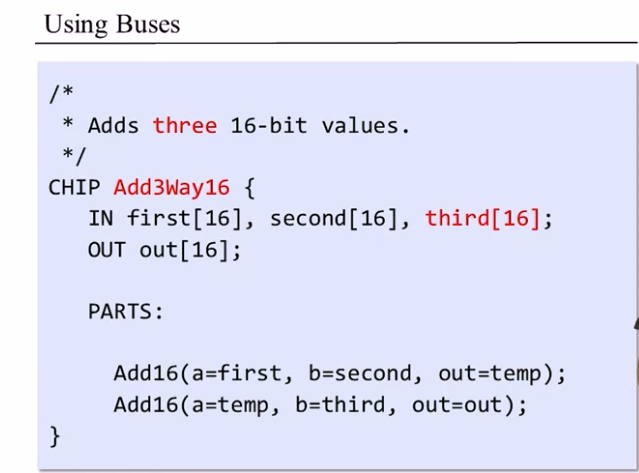 Using Buses
/*
 * Adds three 16-bit values.
 */
CHIP Add3Way16 {
   IN first[16], second[16], third[16];
   OUT out[16];
   PARTS:
     Add16(a=first, b=second, out=temp);
     Add16(a=temp, b=third, out=out);
}